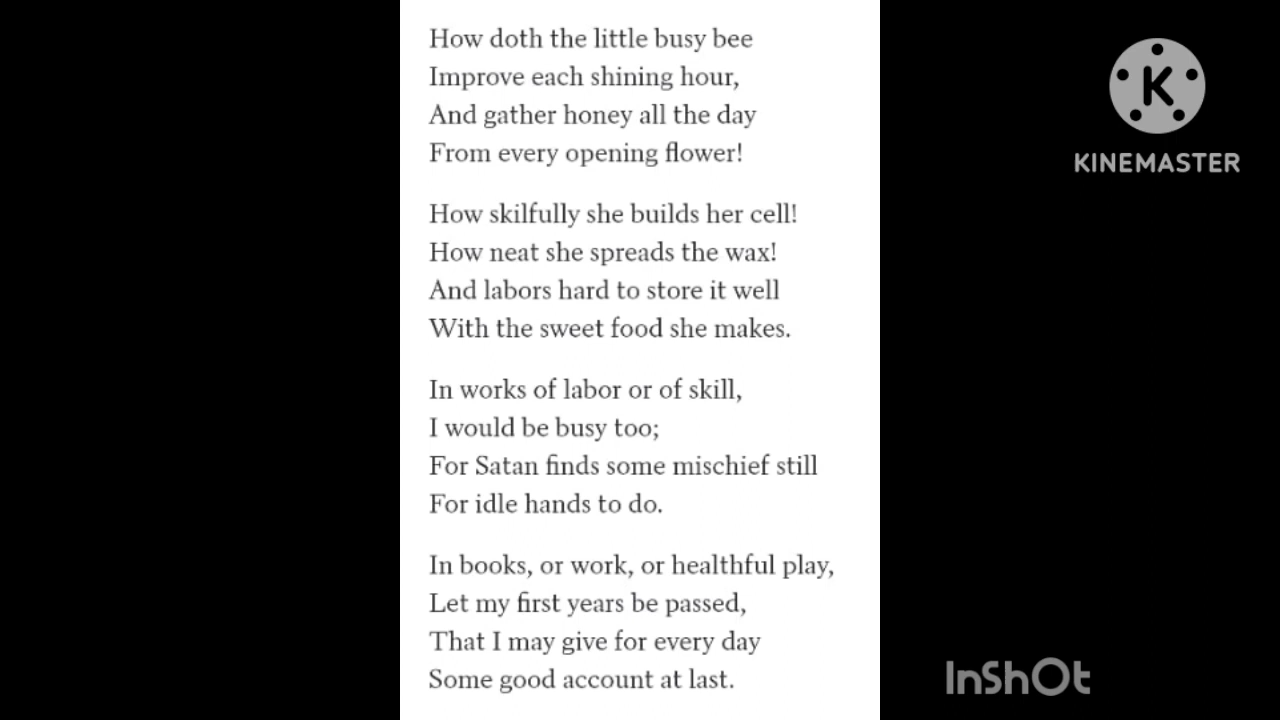 How doth the little busy bee
Improve each shining hour,
And gather honey all the day
From every opening flower!
How skilfully she builds her cell!
How neat she spreads the wax!
And labors hard to store it well
With the sweet food she makes.
In works of labor or of skill,
I would be busy too;
For Satan finds some mischief still
For idle hands to do.
In books, or work, or healthful play,
Let my first years be passed,
That I may give for every day
Some good account at last.
K
KINEMASTER
InShOt